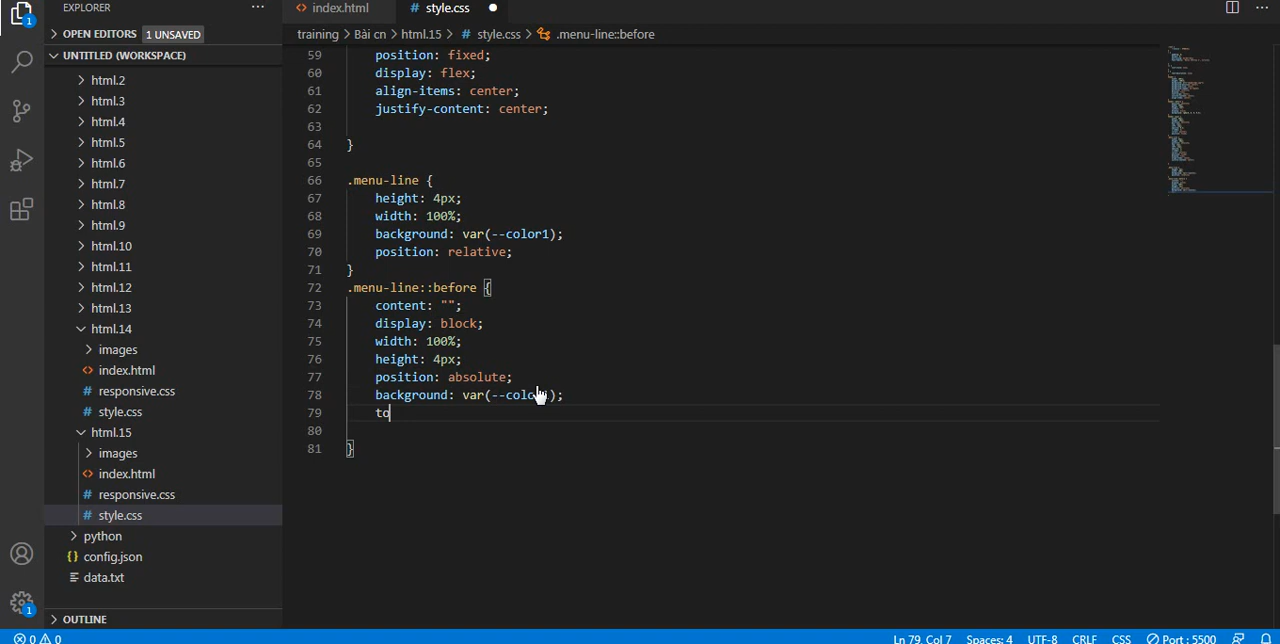 EXPLORER ··· <> index.html # style.css ● ···
1
OPEN EDITORS 1 UNSAVED
training > Bài cn > html.15 > # style.css > .menu-line::before
UNTITLED (WORKSPACE)
html.2
html.3
html.4
html.5
html.6
html.7
html.8
html.9
html.10
html.11
html.12
html.13
html.14
images
<> index.html
# responsive.css
# style.css
html.15
images
<> index.html
# responsive.css
# style.css
python
{} config.json
data.txt
OUTLINE
1
59 position: fixed;
60 display: flex;
61 align-items: center;
62 justify-content: center;
63
64 }
65
66 .menu-line {
67 height: 4px;
68 width: 100%;
69 background: var(--color1);
70 position: relative;
71 }
72 .menu-line::before {
73 content: "";
74 display: block;
75 width: 100%;
76 height: 4px;
77 position: absolute;
78 background: var(--color1);
79 to
80
81 }
0 0 Ln 79, Col 7 Spaces: 4 UTF-8 CRLF CSS Port : 5500